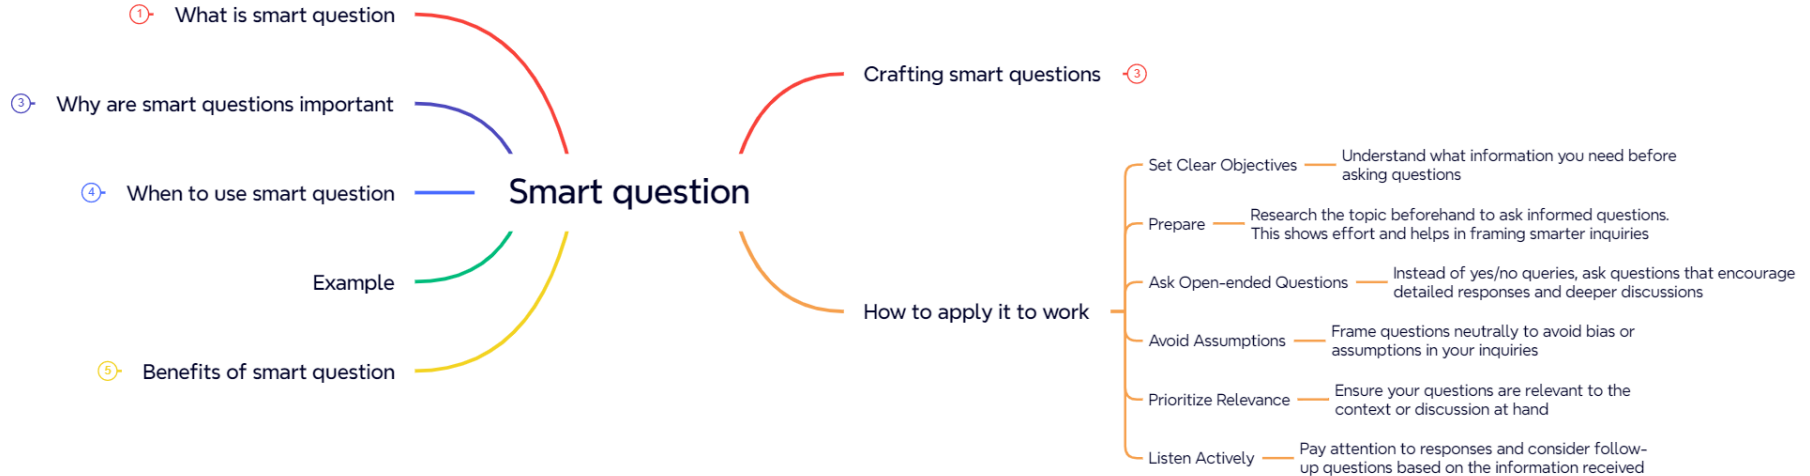 Smart question
1
What is smart question
3
Why are smart questions important
4
When to use smart question
Example
5
Benefits of smart question
Crafting smart questions
3
How to apply it to work
Set Clear Objectives
Understand what information you need before
asking questions
Prepare
Research the topic beforehand to ask informed questions.
This shows effort and helps in framing smarter inquiries
Ask Open-ended Questions
Instead of yes/no queries, ask questions that encourage
detailed responses and deeper discussions
Avoid Assumptions
Frame questions neutrally to avoid bias or
assumptions in your inquiries
Prioritize Relevance
Ensure your questions are relevant to the
context or discussion at hand
Listen Actively
Pay attention to responses and consider follow-
up questions based on the information received